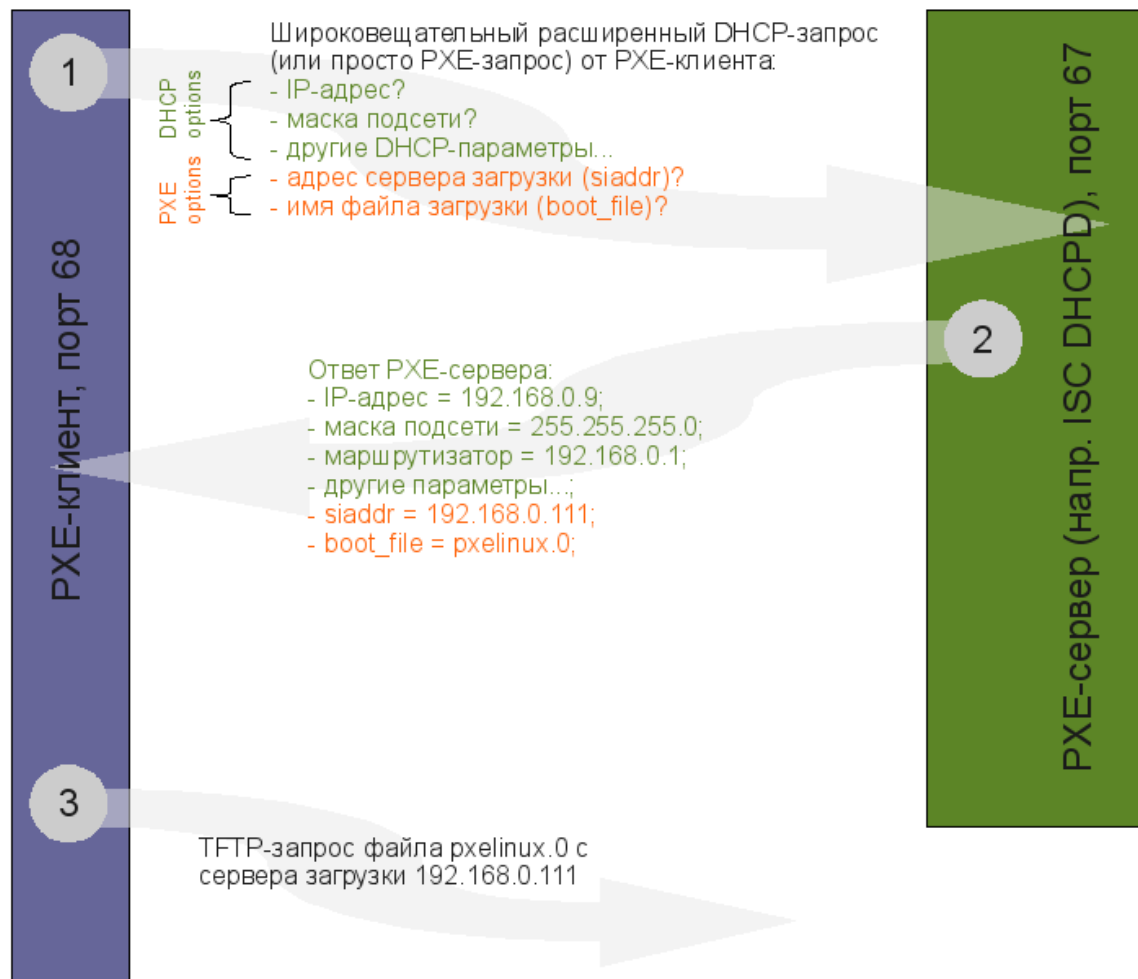 1
Широковещательный расширенный DHCP-запрос
(или просто PXE-запрос) от PXE-клиента:
DHCP
options
- IP-адрес?
- маска подсети?
- другие DHCP-параметры...
PXE
options
- адрес сервера загрузки (siaddr)?
- имя файла загрузки (boot_file)?
PXE-клиент, порт 68
PXE-сервер (напр. ISC DHCPD), порт 67
2
Ответ PXE-сервера:
- IP-адрес = 192.168.0.9;
- маска подсети = 255.255.255.0;
- маршрутизатор = 192.168.0.1;
- другие параметры...;
- siaddr = 192.168.0.111;
- boot_file = pxelinux.0;
3
TFTP-запрос файла pxelinux.0 с
сервера загрузки 192.168.0.111